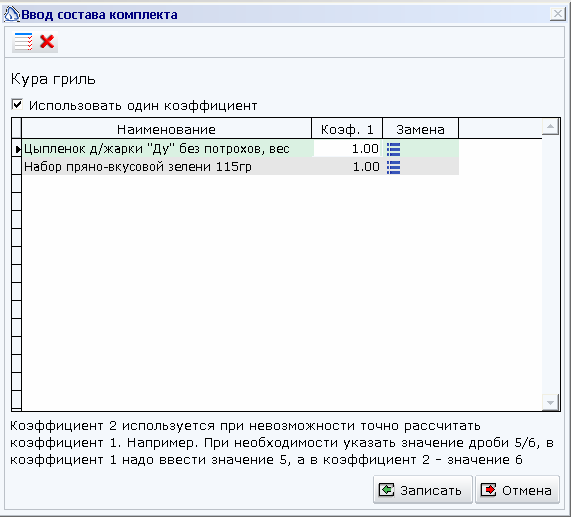 Ввод состава комплекта
Кура гриль
Использовать один коэффициент
Наименование Коэф. 1 Замена
Цыпленок д/жарки "Ду" без потрохов, вес 1.00
Набор пряно-вкусовой зелени 115гр 1.00
Коэффициент 2 используется при невозможности точно рассчитать
коэффициент 1. Например. При необходимости указать значение дроби 5/6, в
коэффициент 1 надо ввести значение 5, а в коэффициент 2 - значение 6
Записать Отмена